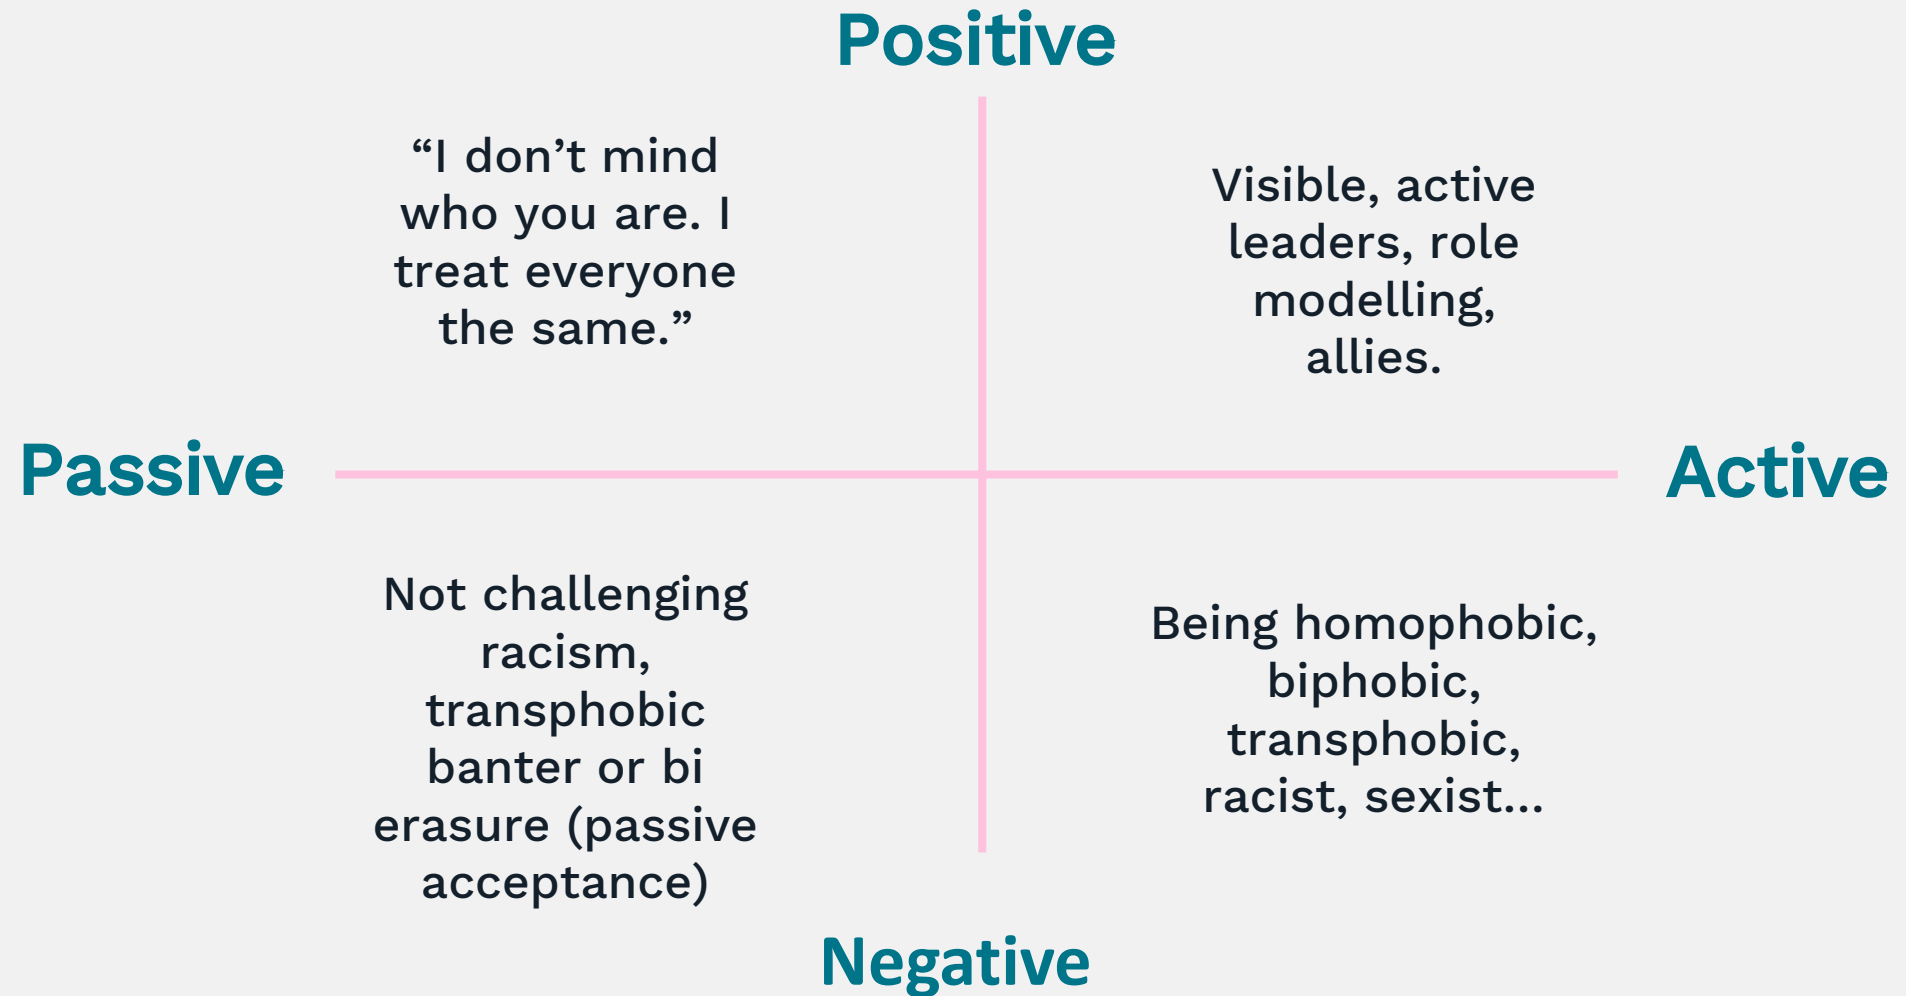 Positive
“I don’t mind
who you are. I
treat everyone
the same.”
Visible, active
leaders, role
modelling,
allies.
Passive
Active
Not challenging
racism,
transphobic
banter or bi
erasure (passive
acceptance)
Being homophobic,
biphobic,
transphobic,
racist, sexist...
Negative